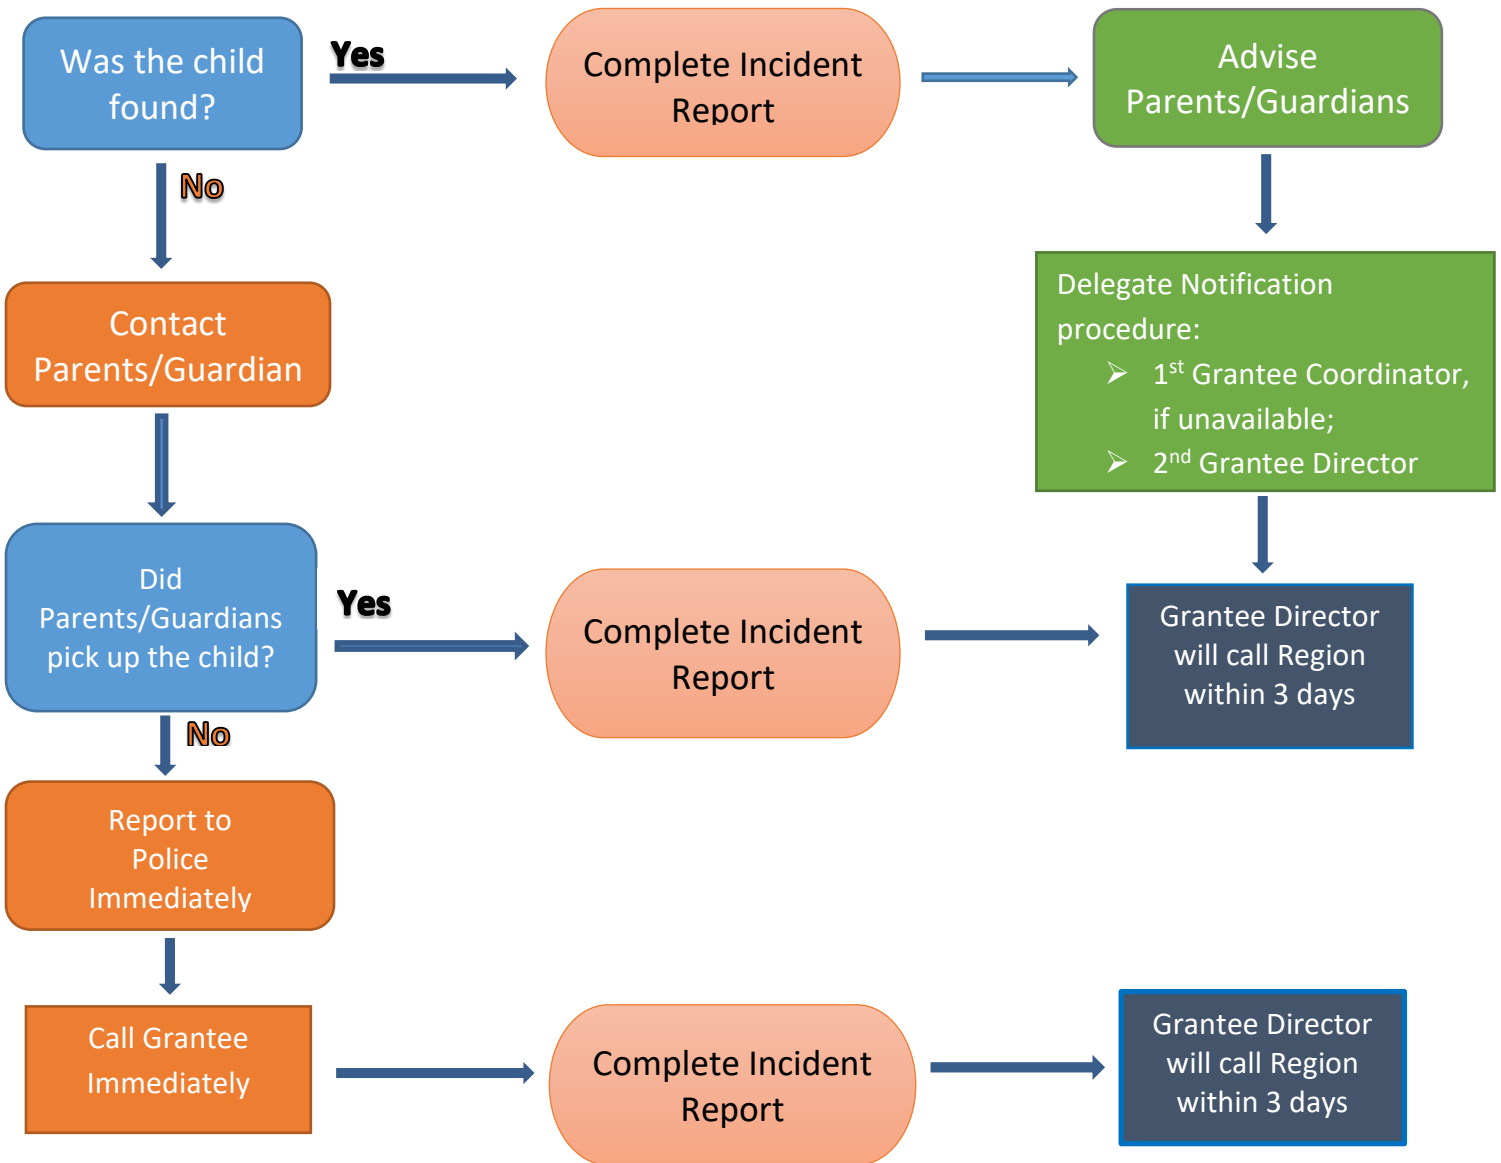 Was the child
found?
Yes
Complete Incident
Report
Advise
Parents/Guardians
No
Contact
Parents/Guardian
Delegate Notification
procedure:
➢ 1st Grantee Coordinator,
if unavailable;
➢ 2nd Grantee Director
Did
Parents/Guardians
pick up the child?
Yes
Complete Incident
Report
Grantee Director
will call Region
within 3 days
No
Report to
Police
Immediately
Call Grantee
Immediately
Complete Incident
Report
Grantee Director
will call Region
within 3 days